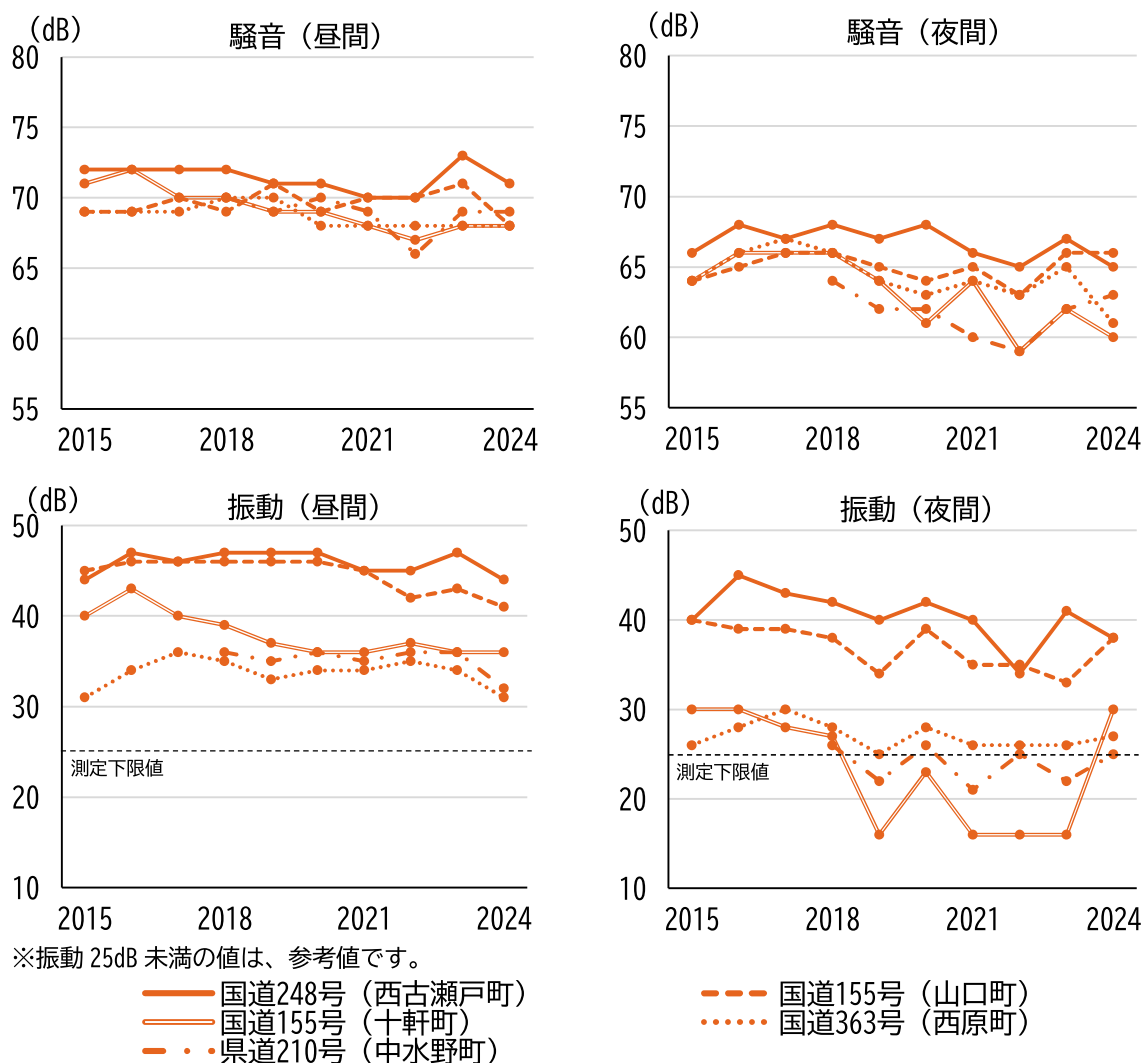 (dB)
騒音（昼間）
80
75
70
65
60
55
2015
2018
2021
2024
(dB)
騒音（夜間）
80
75
70
65
60
55
2015
2018
2021
2024
(dB)
振動（昼間）
50
40
30
測定下限値
20
10
2015
2018
2021
2024
(dB)
振動（夜間）
50
40
30
測定下限値
20
10
2015
2018
2021
2024
※振動 25dB 未満の値は、参考値です。
国道248号（西古瀬戸町）
国道155号（十軒町）
県道210号（中水野町）
国道155号（山口町）
国道363号（西原町）